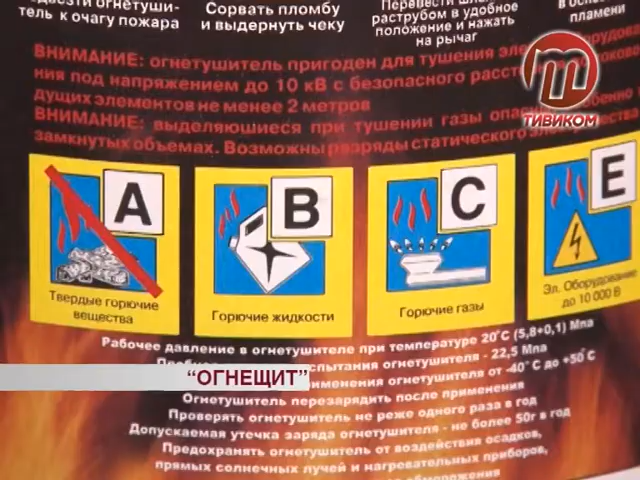 огнетуши-
тель к очагу пожара
Сорвать пломбу
и выдернуть чеку
Перевести
раструбом в удобное
положение и нажать
на рычаг
пламени
ВНИМАНИЕ: огнетушитель пригоден для тушения
ния под напряжением до 10 кВ с безопасного
дущих элементов не менее 2 метров
ВНИМАНИЕ: выделяющиеся при тушении газы
замкнутых объемах. Возможны разряды статического
ТИВИКОМ
A
B
C
E
Твердые горючие
вещества
Горючие жидкости
Горючие газы
Эл. Оборудование
до 10 000 В
Рабочее давление в огнетушителе при температуре 20°С (5,8+0,1) Мпа
испытания огнетушителя - 22,5 Мпа
применения огнетушителя от -40°С до +50°С
"ОГНЕЩИТ"
Огнетушитель перезарядить после применения
Проверять огнетушитель не реже одного раза в год
Допускаемая утечка заряда огнетушителя - не более 50г в год
Предохранять огнетушитель от воздействия осадков,
прямых солнечных лучей и нагревательных приборов,